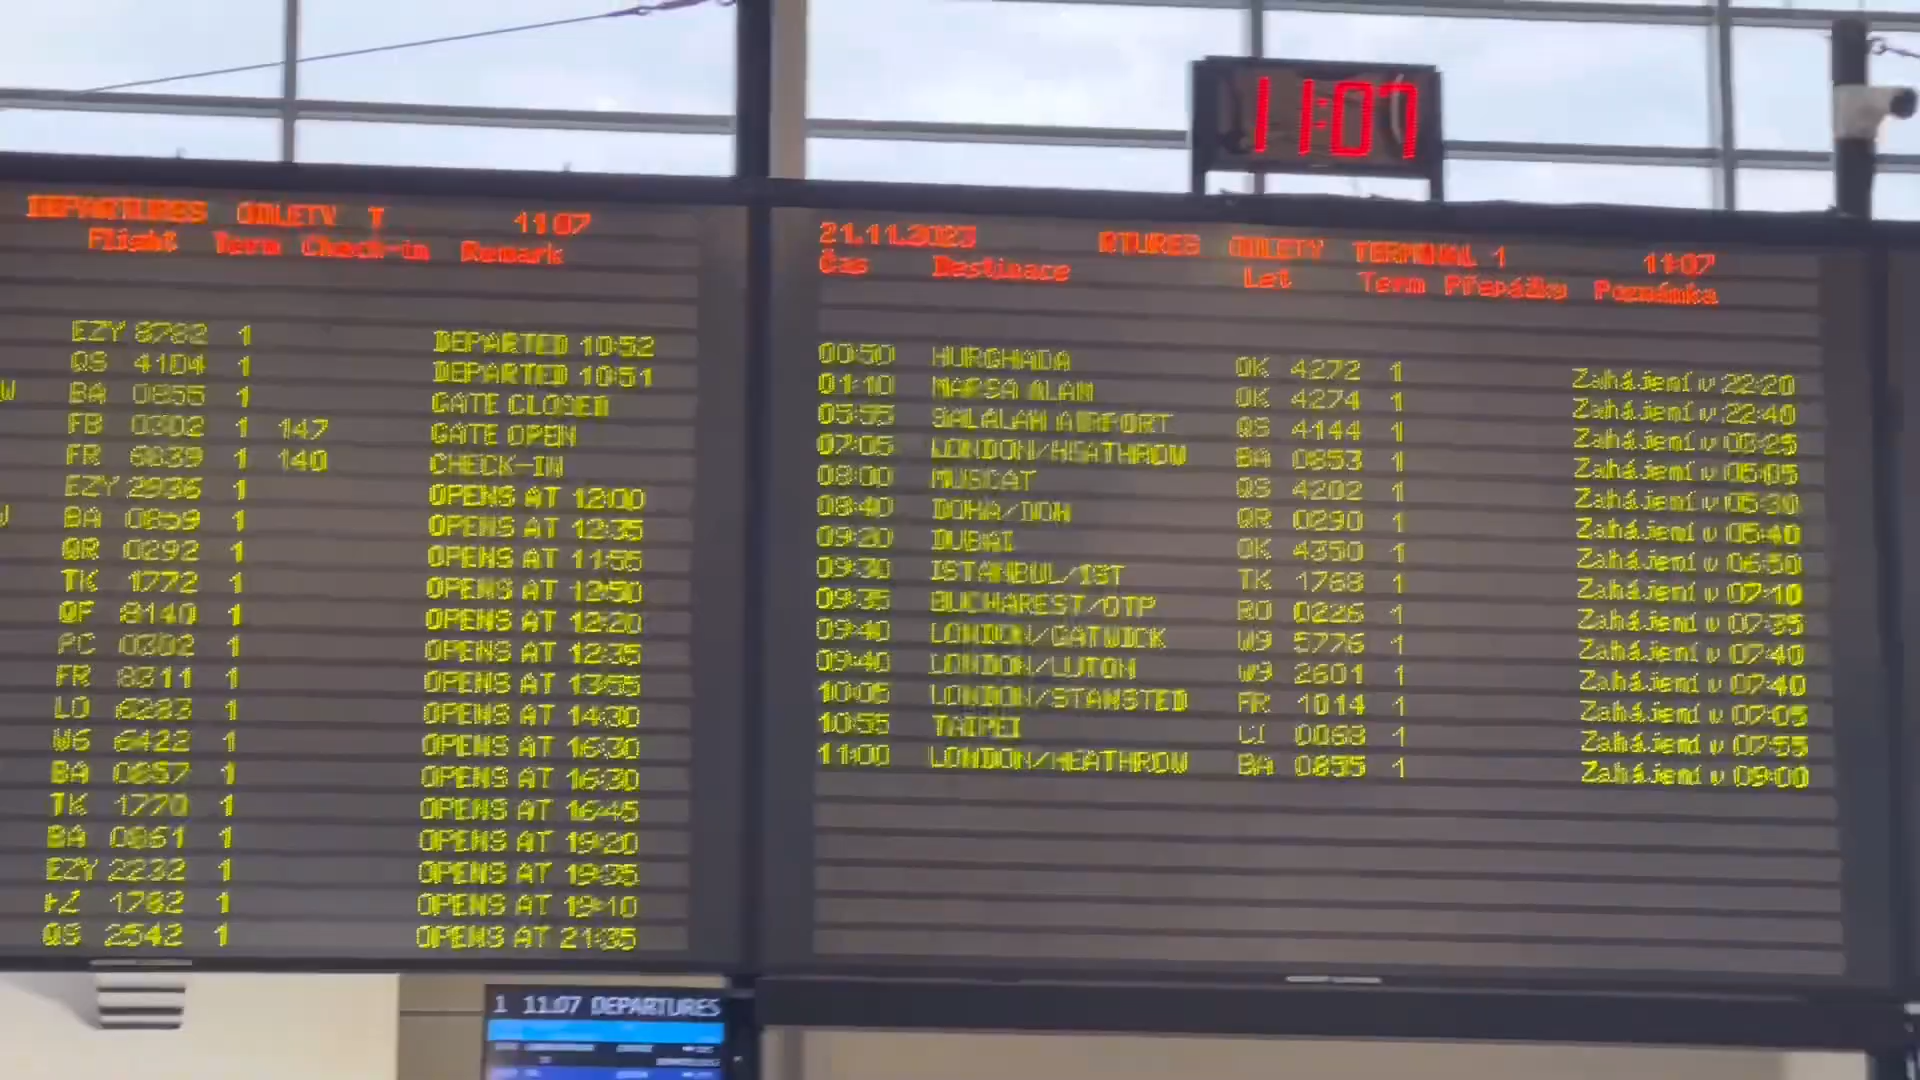 11:07
DEPARTURES ODLETY T 11:07
Flight Term Check-in Remark
EZY 8782 1 DEPARTED 10:52
QS 4104 1 DEPARTED 10:51
W BA 0855 1 GATE CLOSED
FB 0302 1 147 GATE OPEN
FR 6039 1 140 CHECK-IN
EZY 2936 1 OPENS AT 12:00
W BA 0859 1 OPENS AT 12:35
QR 0292 1 OPENS AT 11:55
TK 1772 1 OPENS AT 12:50
QF 8140 1 OPENS AT 12:20
PC 0302 1 OPENS AT 12:35
FR 8311 1 OPENS AT 13:55
LO 6283 1 OPENS AT 14:30
W6 6422 1 OPENS AT 16:30
BA 0857 1 OPENS AT 16:30
TK 1770 1 OPENS AT 16:45
BA 0861 1 OPENS AT 19:20
EZY 2232 1 OPENS AT 19:35
1782 1 OPENS AT 19:10
QS 2542 1 OPENS AT 21:35
21.11.2023 RTURES ODLETY TERMINAL 1 11:07
Čas Destinace Let Term Přepážky Poznámka
00:50 HURGHADA OK 4272 1 Zahájení v 22:20
01:10 MARSA ALAM OK 4274 1 Zahájení v 22:40
05:55 SALALAH AIRPORT QS 4144 1 Zahájení v 03:25
07:05 LONDON/HEATHROW BA 0853 1 Zahájení v 05:05
08:00 MUSCAT QS 4202 1 Zahájení v 05:30
08:40 DOHA/DOH QR 0290 1 Zahájení v 05:40
09:20 DUBAI OK 4350 1 Zahájení v 06:50
09:30 ISTANBUL/IST TK 1768 1 Zahájení v 07:10
09:35 BUCHAREST/OTP RO 0226 1 Zahájení v 07:35
09:40 LONDON/GATWICK W9 5776 1 Zahájení v 07:40
09:40 LONDON/LUTON W9 2601 1 Zahájení v 07:40
10:05 LONDON/STANSTED FR 1014 1 Zahájení v 07:05
10:55 TAIPEI CI 0068 1 Zahájení v 07:55
11:00 LONDON/HEATHROW BA 0855 1 Zahájení v 09:00
1 11:07 DEPARTURES